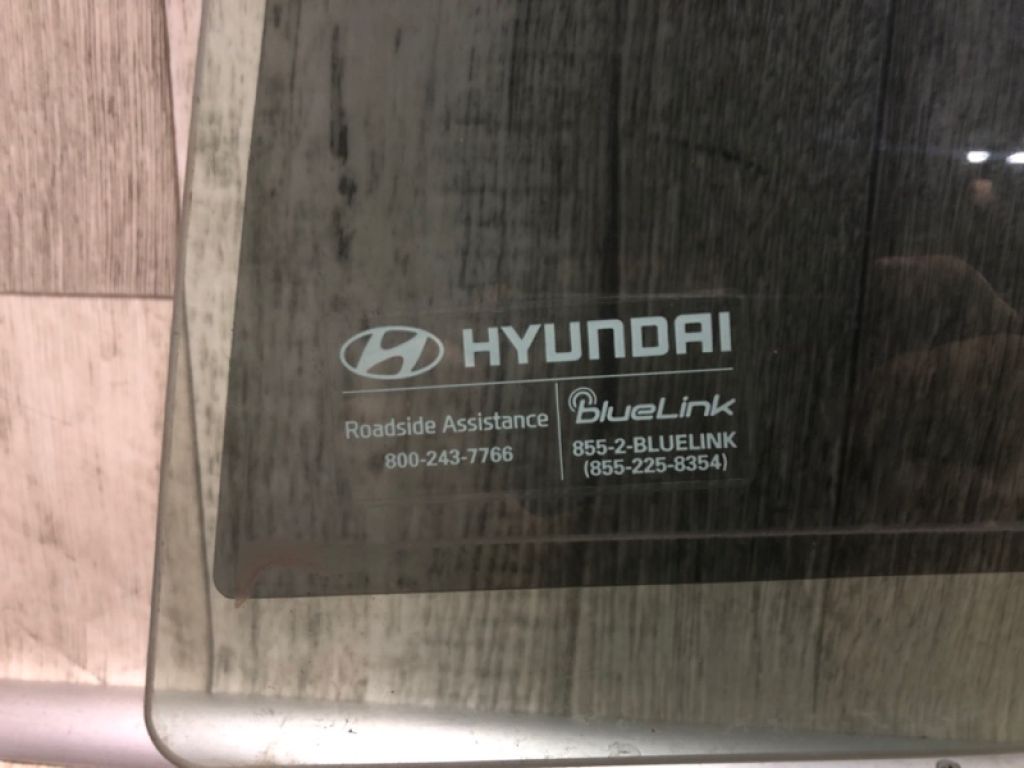 HYUNDAI
Roadside Assistance
800-243-7766
blueLink
855-2-BLUELINK
(855-225-8354)